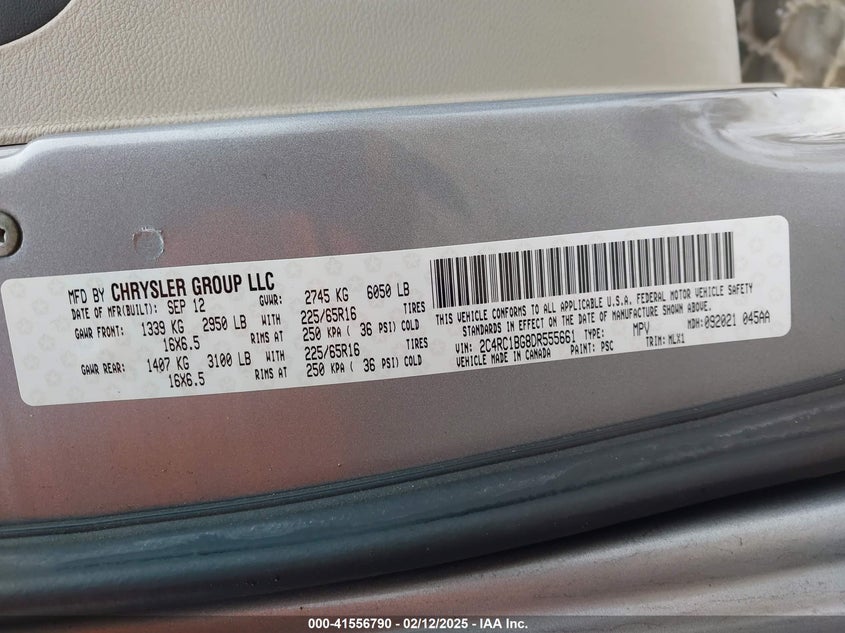 MFD BY CHRYSLER GROUP LLC
DATE OF MFR(BUILT): SEP 12 GVWR: 2745 KG 6050 LB
GAWR FRONT: 1339 KG 2950 LB WITH 225/65R16 TIRES
16X6.5 RIMS AT 250 KPA ( 36 PSI) COLD
GAWR REAR: 1407 KG 3100 LB WITH 225/65R16 TIRES
16X6.5 RIMS AT 250 KPA ( 36 PSI) COLD
THIS VEHICLE CONFORMS TO ALL APPLICABLE U.S.A. FEDERAL MOTOR VEHICLE SAFETY
STANDARDS IN EFFECT ON THE DATE OF MANUFACTURE SHOWN ABOVE.
VIN: 2C4RC1BG8DR555661 TYPE: MPV MDH: 092021 045AA
VEHICLE MADE IN CANADA PAINT: PSC TRIM: MLX1
000-41556790 - 02/12/2025 - IAA Inc.